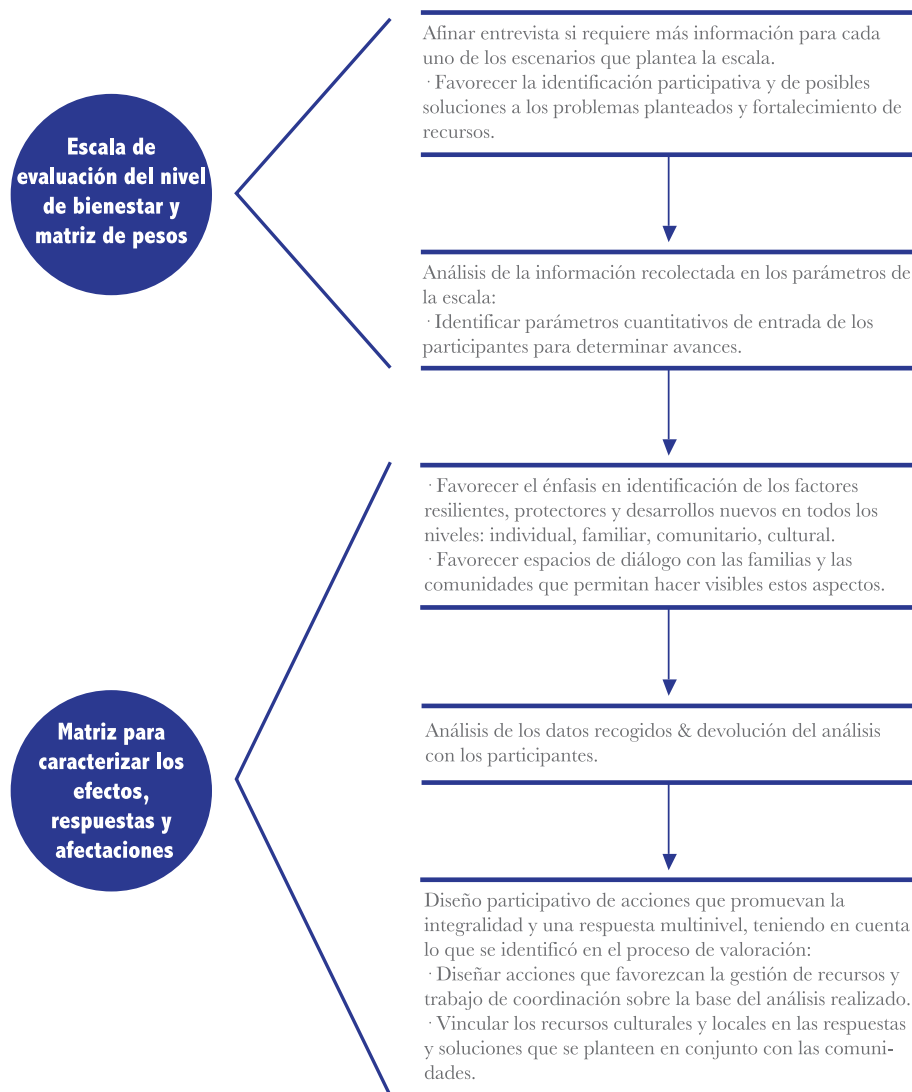 Escala de
evaluación del nivel
de bienestar y
matriz de pesos
Afinar entrevista si requiere más información para cada
uno de los escenarios que plantea la escala.
· Favorecer la identificación participativa y de posibles
soluciones a los problemas planteados y fortalecimiento de
recursos.
Análisis de la información recolectada en los parámetros de
la escala:
· Identificar parámetros cuantitativos de entrada de los
participantes para determinar avances.
Matriz para
caracterizar los
efectos,
respuestas y
afectaciones
· Favorecer el énfasis en identificación de los factores
resilientes, protectores y desarrollos nuevos en todos los
niveles: individual, familiar, comunitario, cultural.
· Favorecer espacios de diálogo con las familias y las
comunidades que permitan hacer visibles estos aspectos.
Análisis de los datos recogidos & devolución del análisis
con los participantes.
Diseño participativo de acciones que promuevan la
integralidad y una respuesta multinivel, teniendo en cuenta
lo que se identificó en el proceso de valoración:
· Diseñar acciones que favorezcan la gestión de recursos y
trabajo de coordinación sobre la base del análisis realizado.
· Vincular los recursos culturales y locales en las respuestas
y soluciones que se planteen en conjunto con las comuni-
dades.